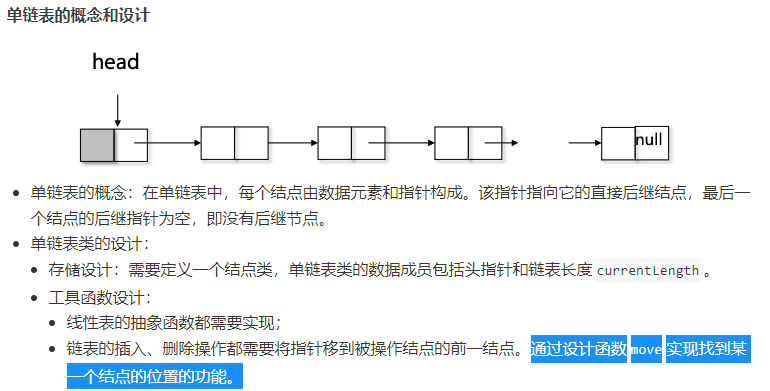 单链表的概念和设计
head
null
单链表的概念：在单链表中，每个结点由数据元素和指针构成。该指针指向它的直接后继结点，最后一
个结点的后继指针为空，即没有后继节点。
单链表类的设计：
存储设计：需要定义一个结点类，单链表类的数据成员包括头指针和链表长度 currentLength 。
工具函数设计：
线性表的抽象函数都需要实现；
链表的插入、删除操作都需要将指针移到被操作结点的前一结点。通过设计函数 move 实现找到某
一个结点的位置的功能。